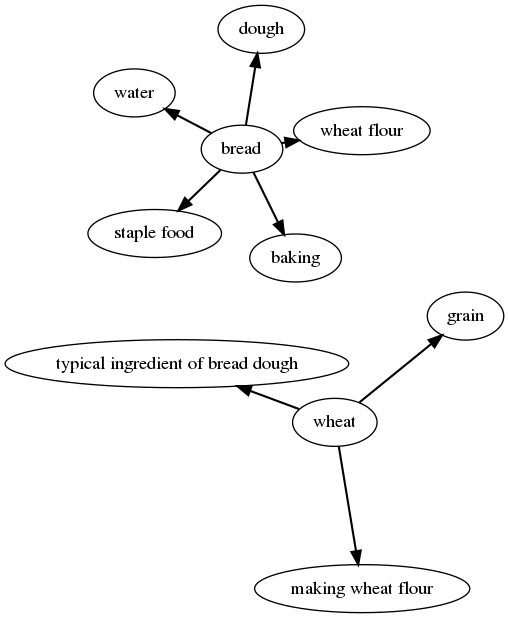 dough
water
wheat flour
bread
staple food
baking
grain
typical ingredient of bread dough
wheat
making wheat flour